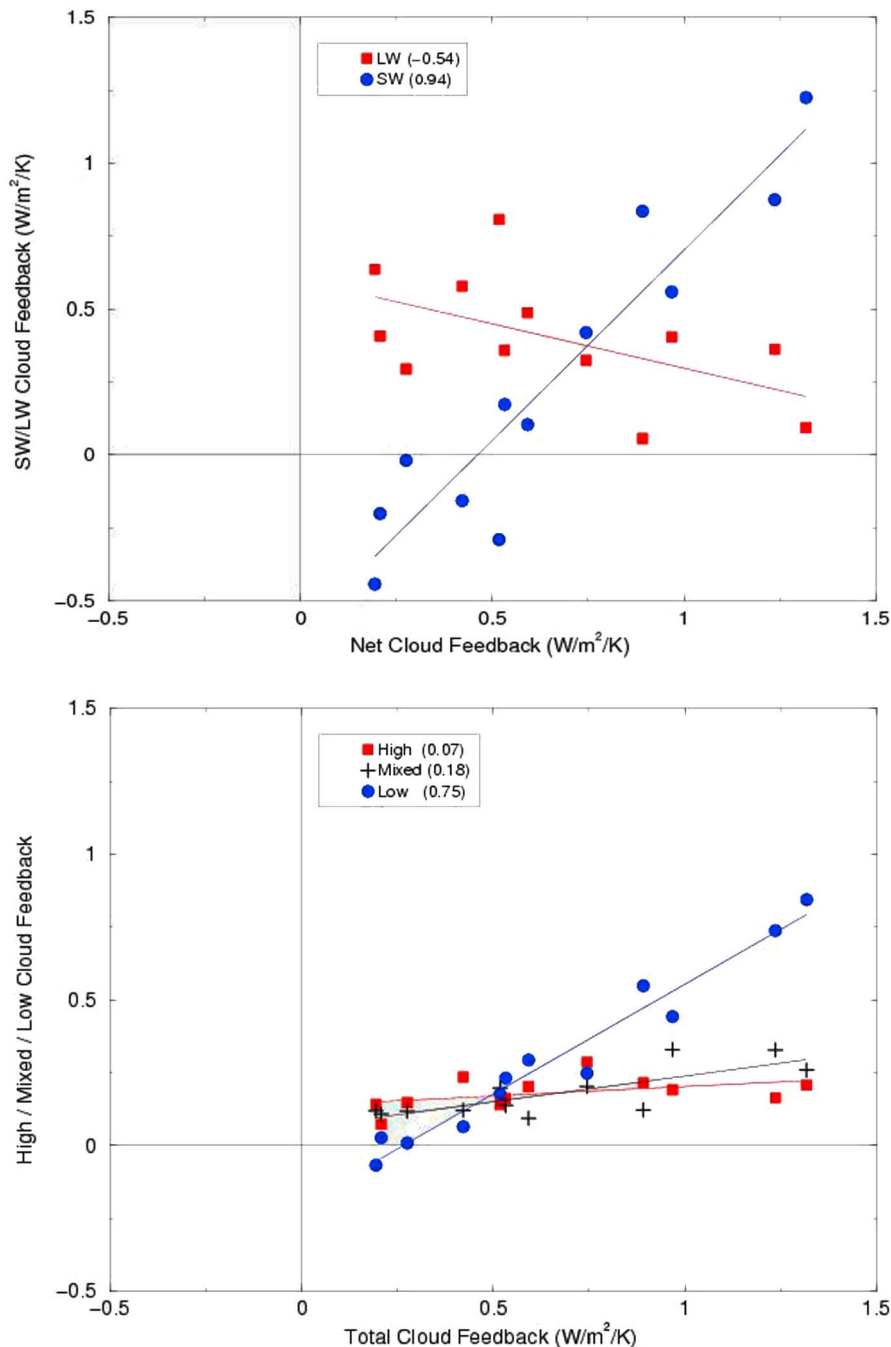 1.5
LW (−0.54)
SW (0.94)
1
SW/LW Cloud Feedback (W/m²/K)
0.5
0
−0.5
−0.5 0 0.5 1 1.5
Net Cloud Feedback (W/m²/K)
1.5
High (0.07)
Mixed (0.18)
Low (0.75)
1
High / Mixed / Low Cloud Feedback
0.5
0
−0.5
−0.5 0 0.5 1 1.5
Total Cloud Feedback (W/m²/K)